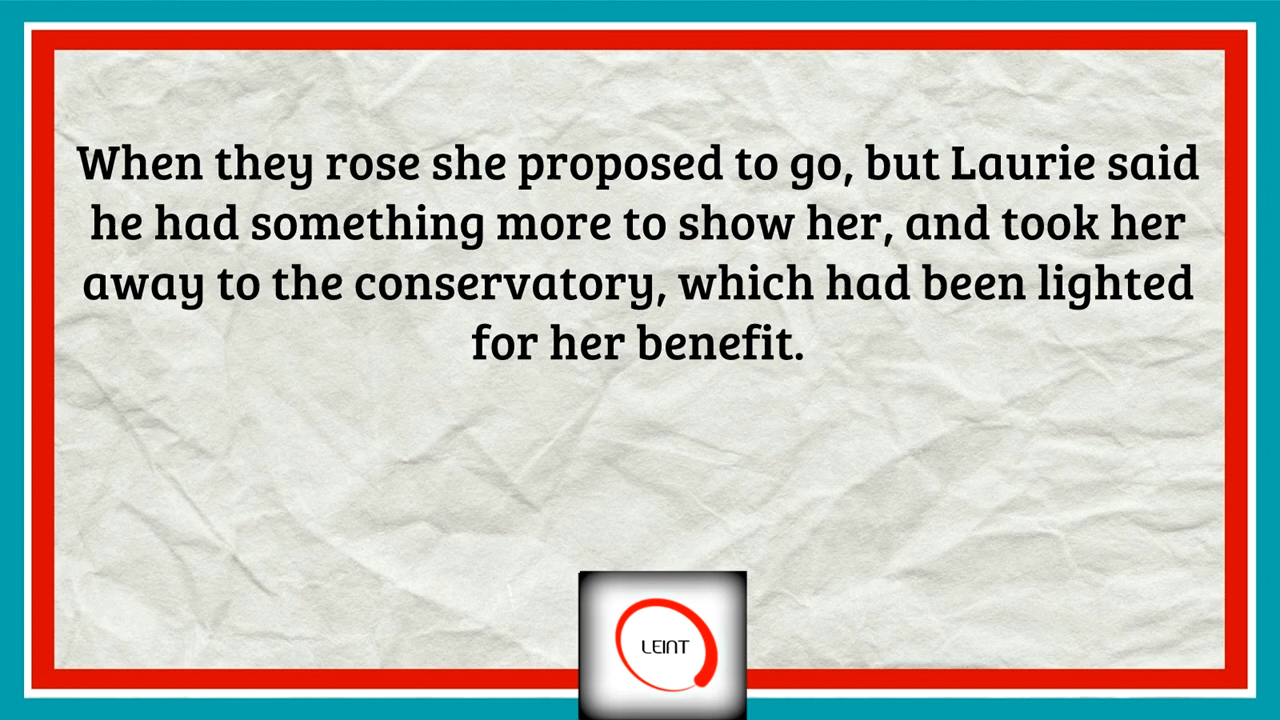 When they rose she proposed to go, but Laurie said
he had something more to show her, and took her
away to the conservatory, which had been lighted
for her benefit.
LEINT